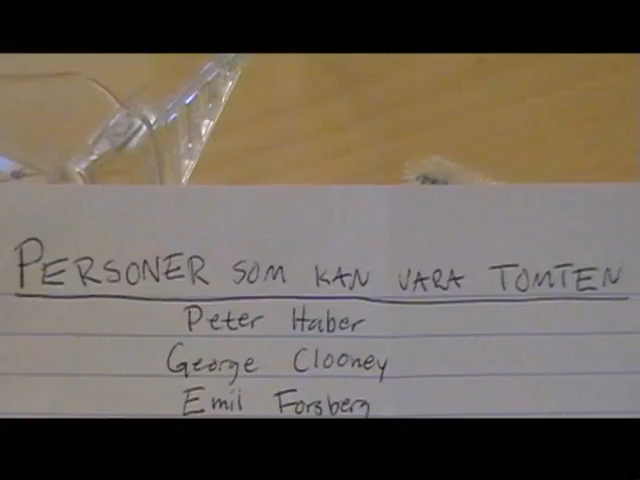 PERSONER SOM KAN VARA TOMTEN
Peter Haber
George Clooney
Emil Forsberg